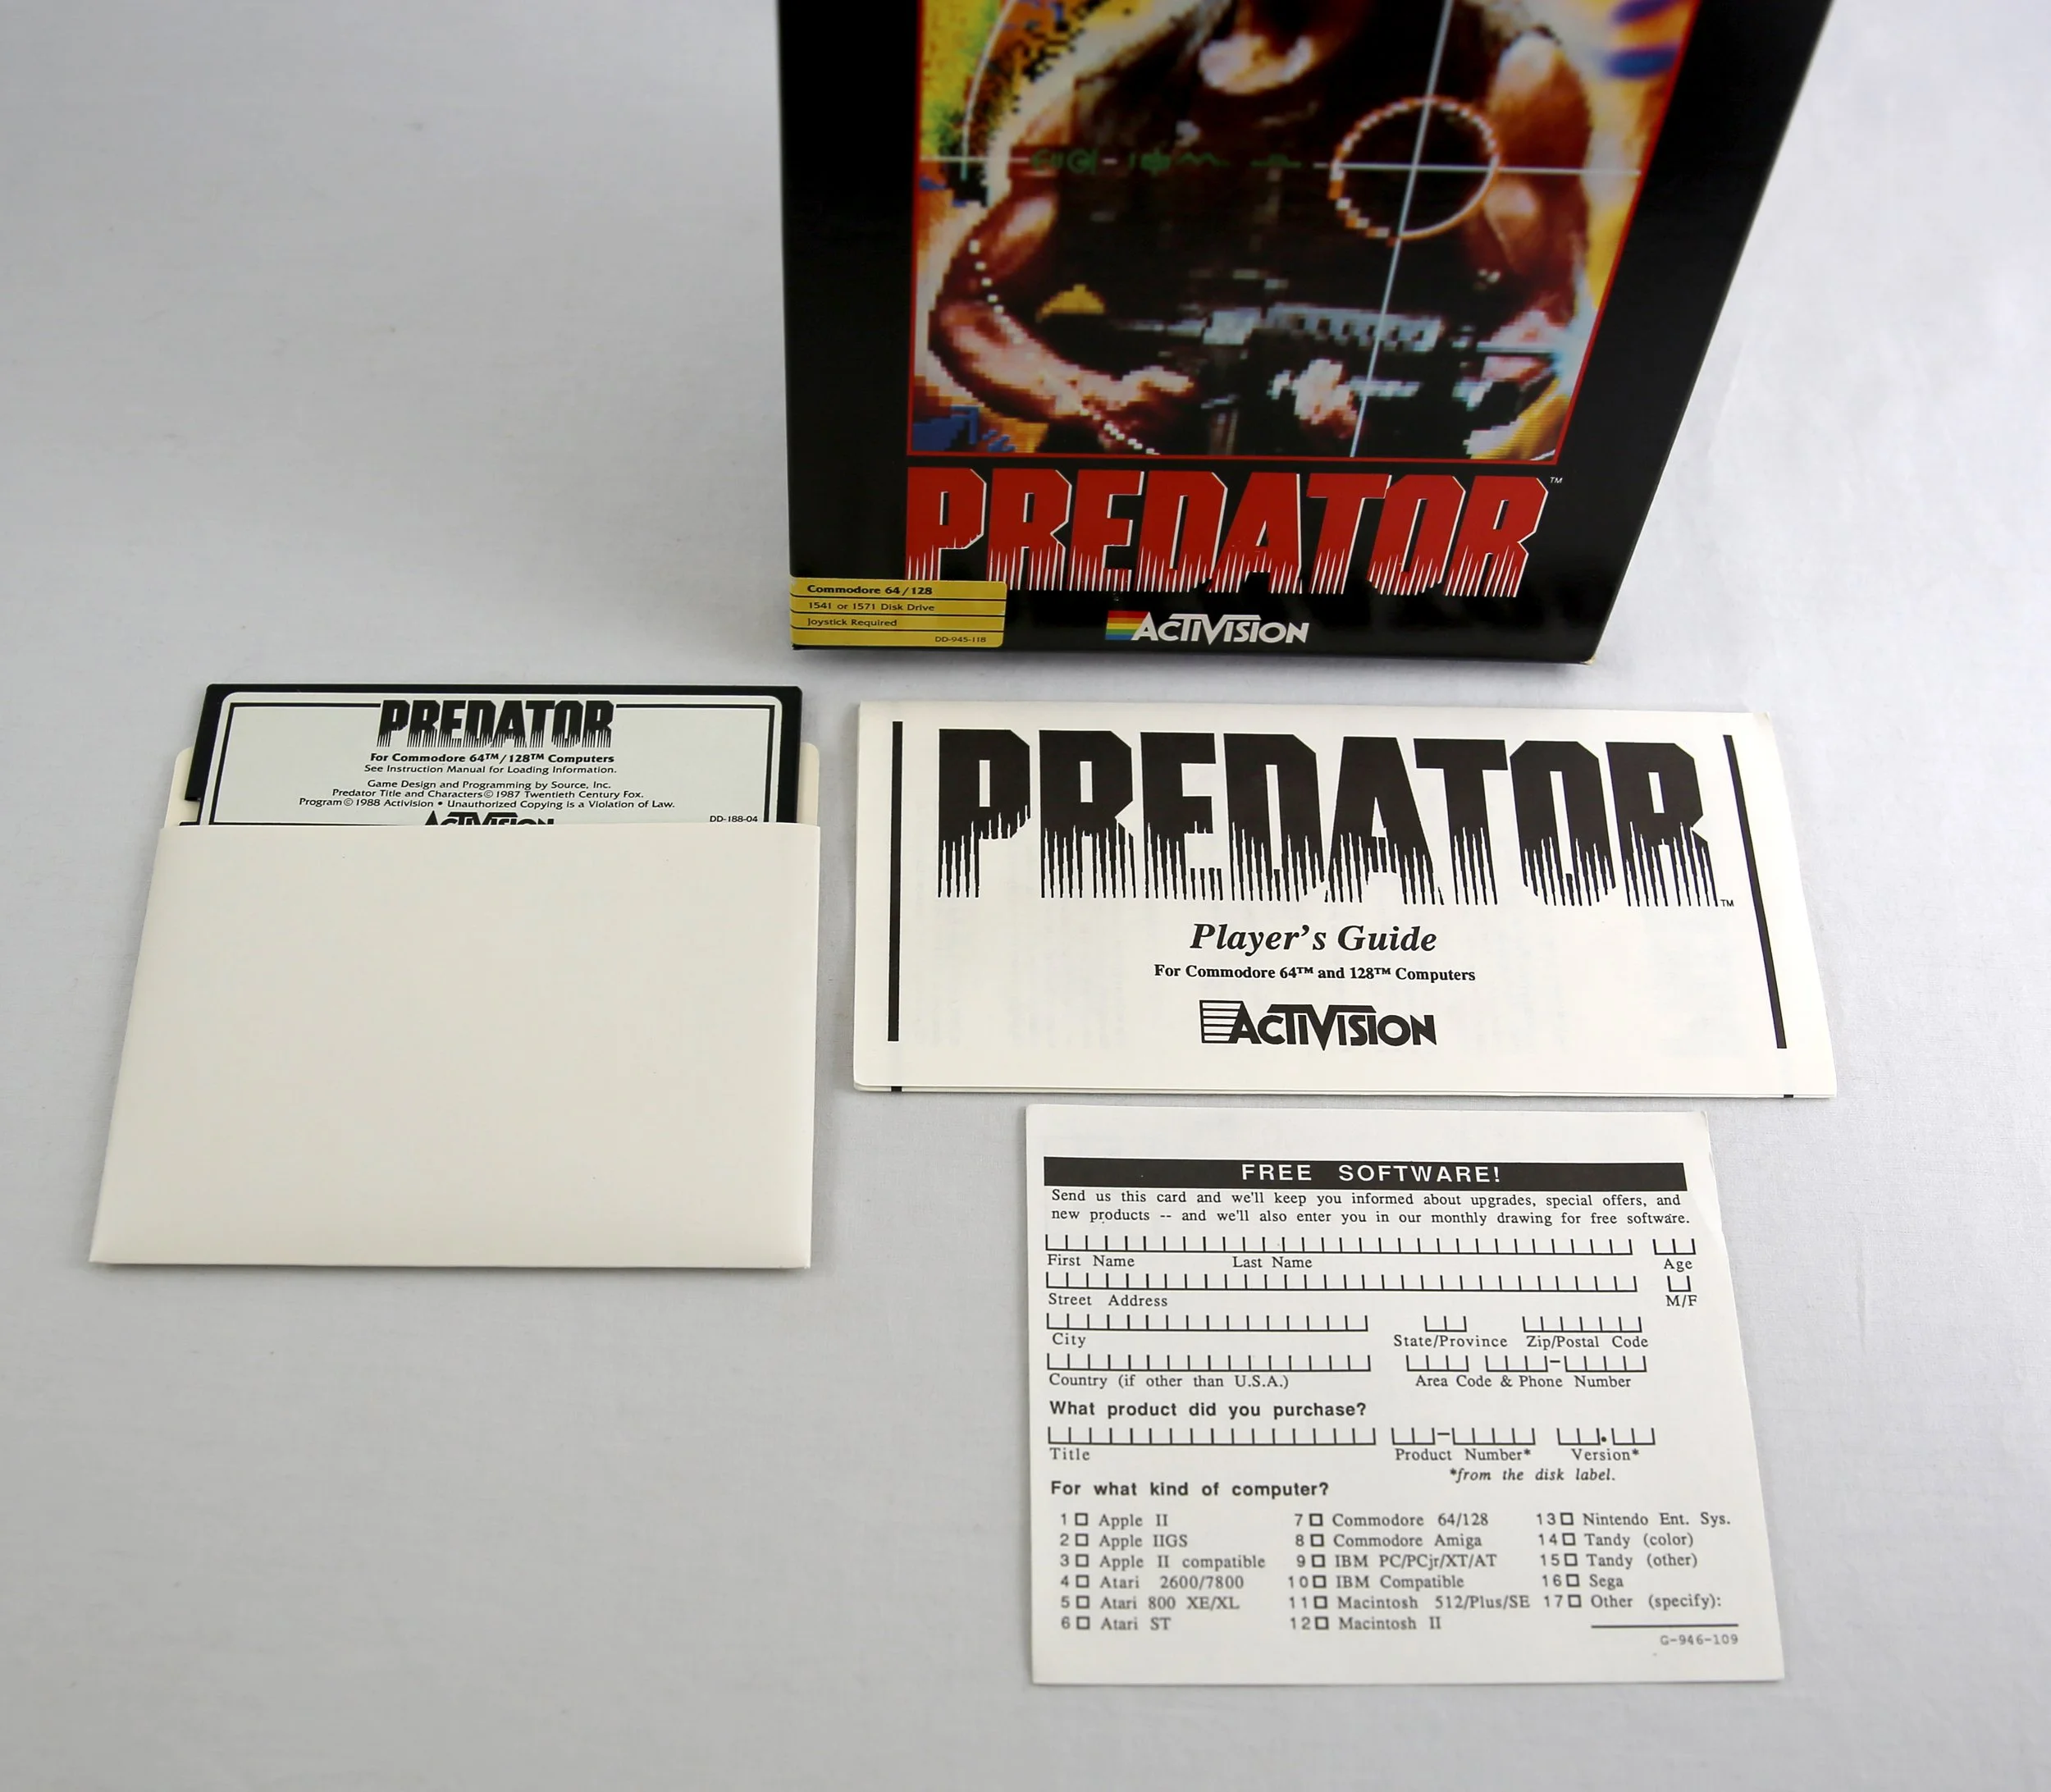 PREDATOR™
Commodore 64/128
1541 or 1571 Disk Drive
Joystick Required
DD-945-118
ACTIVISION
PREDATOR
For Commodore 64™/128™ Computers
See Instruction Manual for Loading Information.
Game Design and Programming by Source, Inc.
Predator Title and Characters © 1987 Twentieth Century Fox.
Program © 1988 Activision • Unauthorized Copying is a Violation of Law.
ACTIVISION
DD-188-04
PREDATOR™
Player's Guide
For Commodore 64™ and 128™ Computers
ACTIVISION
FREE SOFTWARE!
Send us this card and we'll keep you informed about upgrades, special offers, and
new products -- and we'll also enter you in our monthly drawing for free software.
First Name Last Name Age
Street Address M/F
City State/Province Zip/Postal Code
Country (if other than U.S.A.) Area Code & Phone Number
What product did you purchase?
Title Product Number* Version*
*from the disk label.
For what kind of computer?
1 Apple II 7 Commodore 64/128 13 Nintendo Ent. Sys.
2 Apple IIGS 8 Commodore Amiga 14 Tandy (color)
3 Apple II compatible 9 IBM PC/PCjr/XT/AT 15 Tandy (other)
4 Atari 2600/7800 10 IBM Compatible 16 Sega
5 Atari 800 XE/XL 11 Macintosh 512/Plus/SE 17 Other (specify):
6 Atari ST 12 Macintosh II
G-946-109